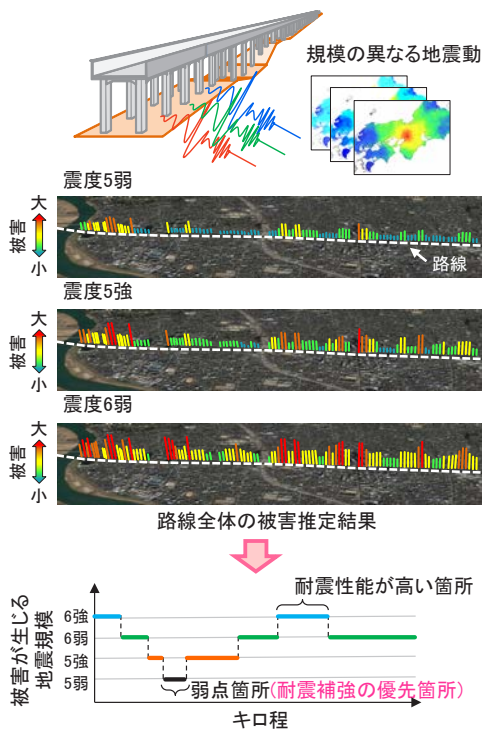 規模の異なる地震動
震度5弱
大
被害
小
路線
震度5強
大
被害
小
震度6弱
大
被害
小
路線全体の被害推定結果
耐震性能が高い箇所
被害が生じる
地震規模
6強
6弱
5強
5弱
弱点箇所(耐震補強の優先箇所)
キロ程